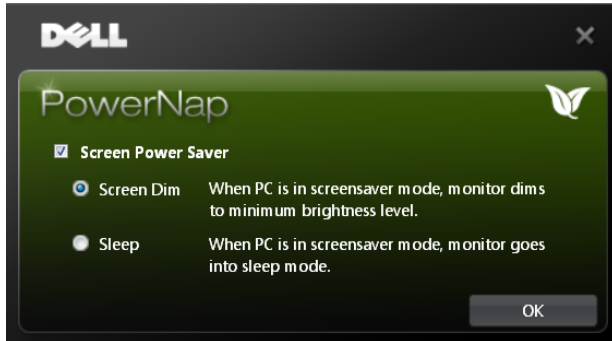 DELL
PowerNap
Screen Power Saver
Screen Dim When PC is in screensaver mode, monitor dims
to minimum brightness level.
Sleep When PC is in screensaver mode, monitor goes
into sleep mode.
OK